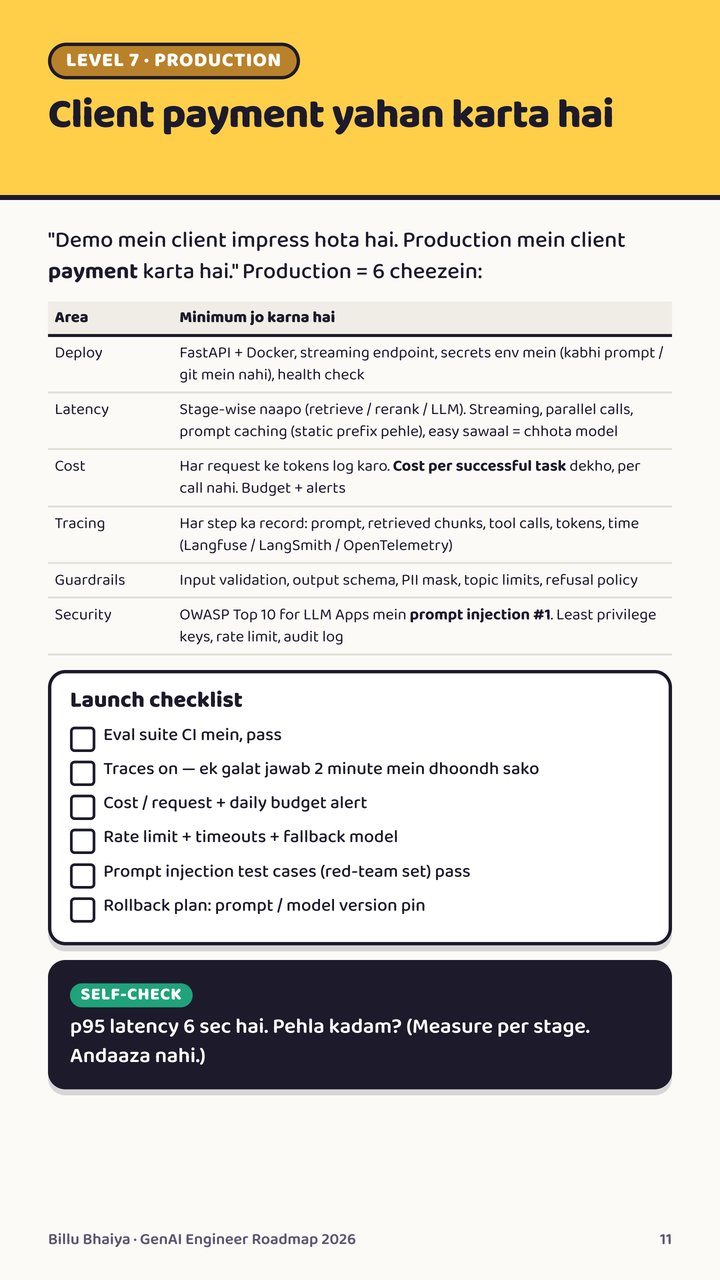 LEVEL 7 · PRODUCTION
Client payment yahan karta hai
"Demo mein client impress hota hai. Production mein client
payment karta hai." Production = 6 cheezein:
Area Minimum jo karna hai
Deploy FastAPI + Docker, streaming endpoint, secrets env mein (kabhi prompt /
git mein nahi), health check
Latency Stage-wise naapo (retrieve / rerank / LLM). Streaming, parallel calls,
prompt caching (static prefix pehle), easy sawaal = chhota model
Cost Har request ke tokens log karo. Cost per successful task dekho, per
call nahi. Budget + alerts
Tracing Har step ka record: prompt, retrieved chunks, tool calls, tokens, time
(Langfuse / LangSmith / OpenTelemetry)
Guardrails Input validation, output schema, PII mask, topic limits, refusal policy
Security OWASP Top 10 for LLM Apps mein prompt injection #1. Least privilege
keys, rate limit, audit log
Launch checklist
Eval suite CI mein, pass
Traces on — ek galat jawab 2 minute mein dhoondh sako
Cost / request + daily budget alert
Rate limit + timeouts + fallback model
Prompt injection test cases (red-team set) pass
Rollback plan: prompt / model version pin
SELF-CHECK
p95 latency 6 sec hai. Pehla kadam? (Measure per stage.
Andaaza nahi.)
Billu Bhaiya · GenAI Engineer Roadmap 2026 11